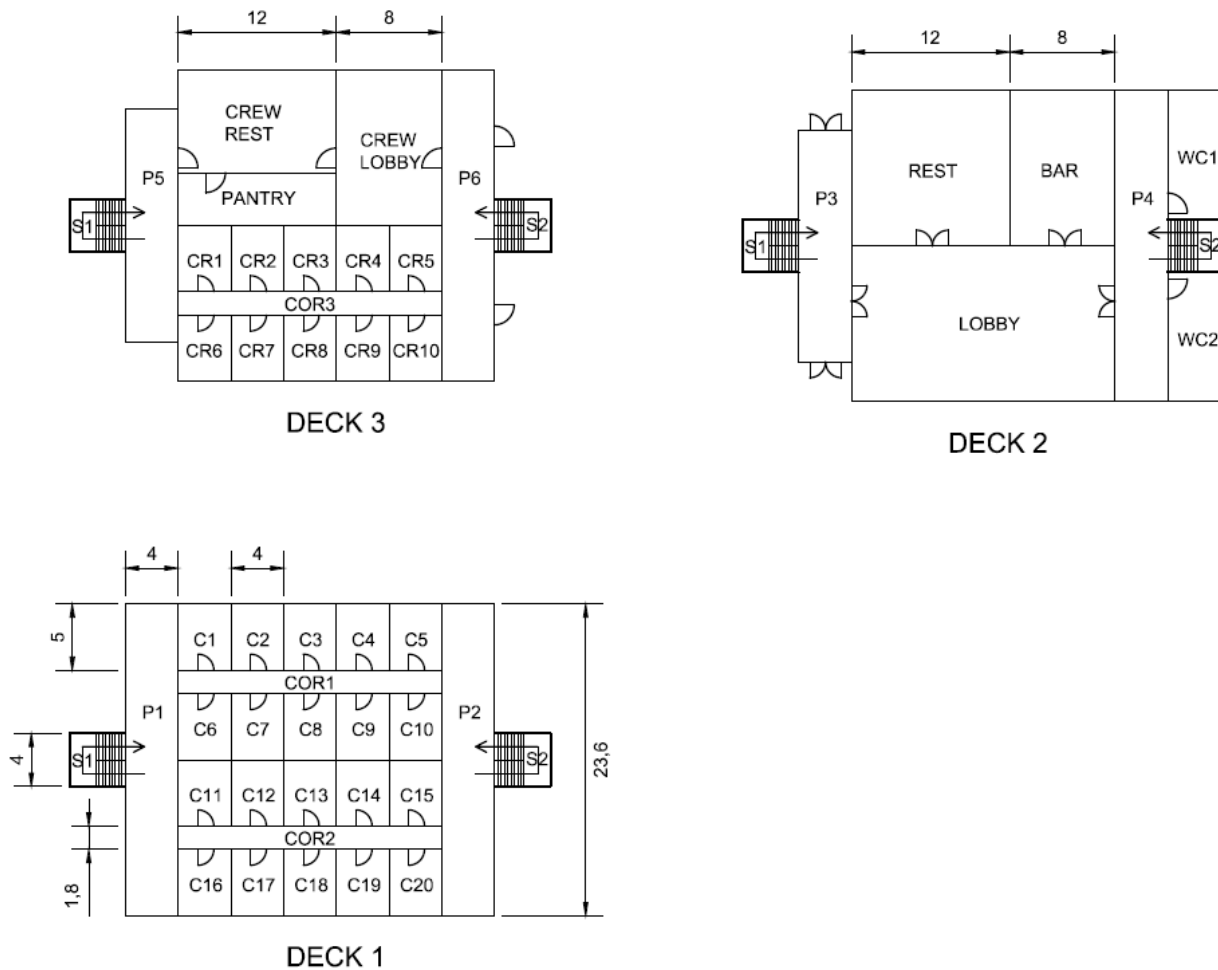 12 8
CREW
REST
CREW
LOBBY
P5 P6
PANTRY
S1 S2
CR1 CR2 CR3 CR4 CR5
COR3
CR6 CR7 CR8 CR9 CR10
DECK 3
12 8
WC1
REST BAR
P3 P4
S1 S2
LOBBY
WC2
DECK 2
4 4
5
C1 C2 C3 C4 C5
COR1
P1 P2
C6 C7 C8 C9 C10
4
S1 S2
23,6
C11 C12 C13 C14 C15
COR2
1,8
C16 C17 C18 C19 C20
DECK 1